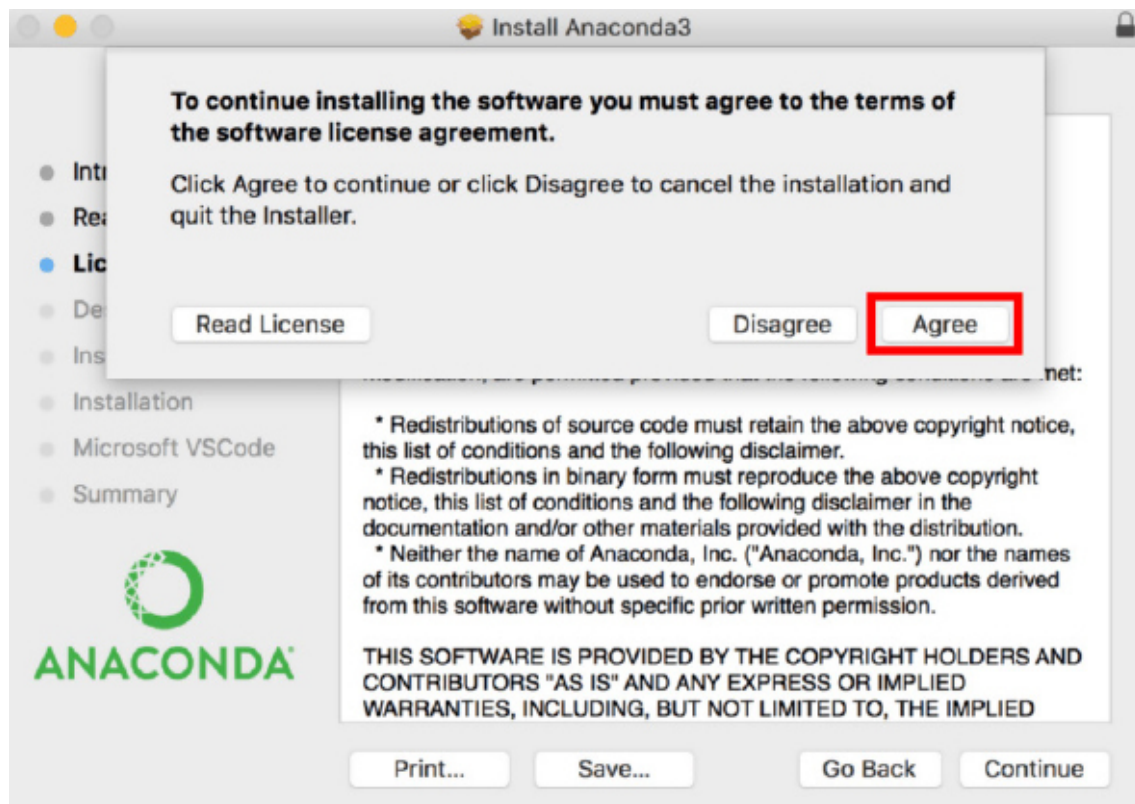 Install Anaconda3
To continue installing the software you must agree to the terms of
the software license agreement.
Click Agree to continue or click Disagree to cancel the installation and
quit the Installer.
Read License
Disagree
Agree
Lic
De
Ins
Installation
Microsoft VSCode
Summary
ANACONDA
met:
* Redistributions of source code must retain the above copyright notice,
this list of conditions and the following disclaimer.
* Redistributions in binary form must reproduce the above copyright
notice, this list of conditions and the following disclaimer in the
documentation and/or other materials provided with the distribution.
* Neither the name of Anaconda, Inc. ("Anaconda, Inc.") nor the names
of its contributors may be used to endorse or promote products derived
from this software without specific prior written permission.
THIS SOFTWARE IS PROVIDED BY THE COPYRIGHT HOLDERS AND
CONTRIBUTORS "AS IS" AND ANY EXPRESS OR IMPLIED
WARRANTIES, INCLUDING, BUT NOT LIMITED TO, THE IMPLIED
Print...
Save...
Go Back
Continue